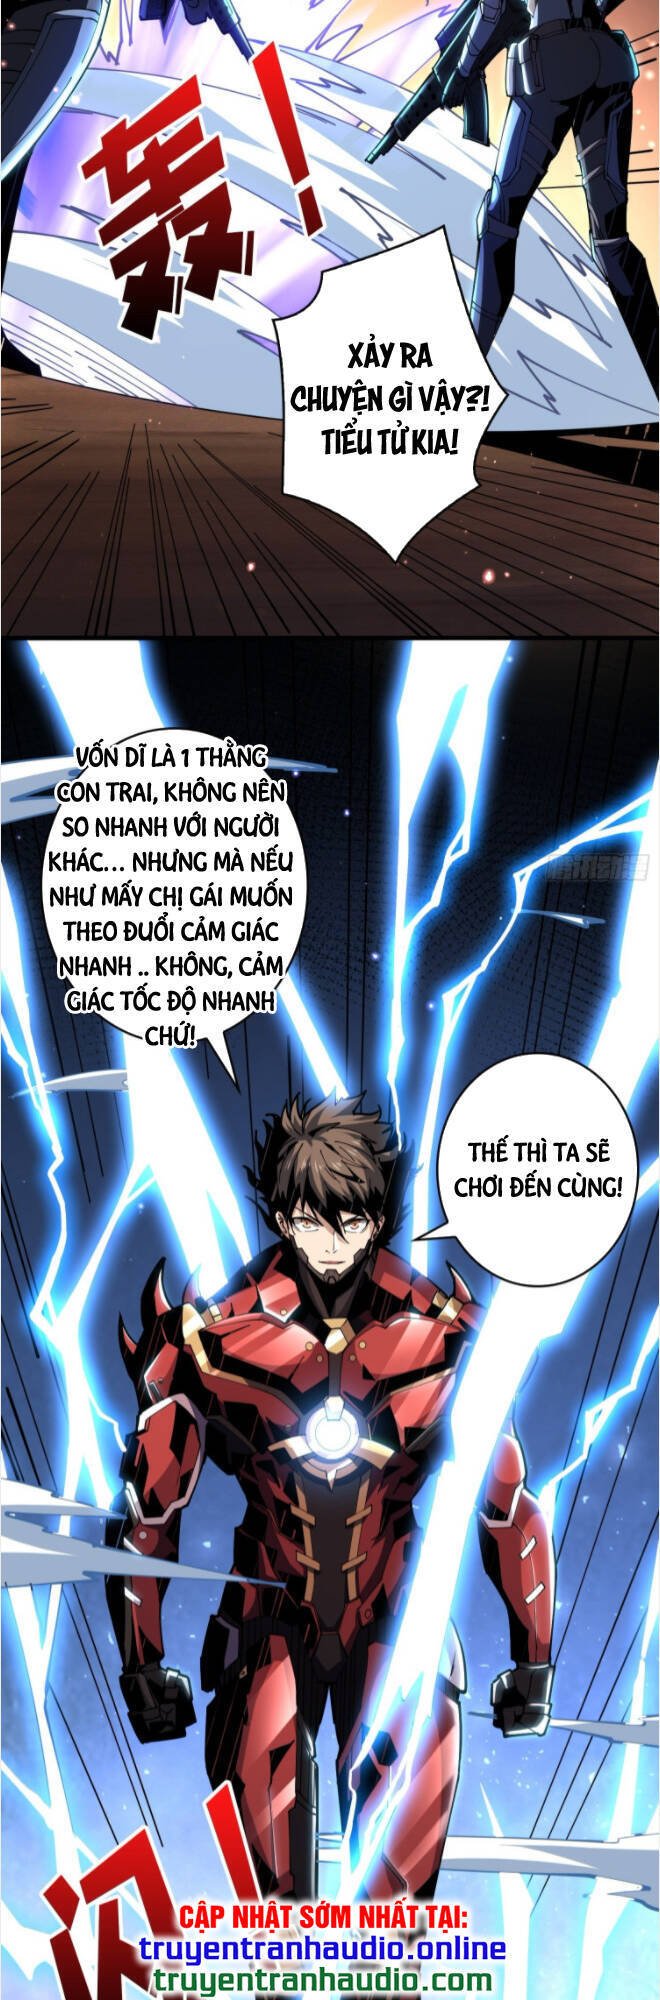 轰!
XẢY RA
CHUYỆN GÌ VẬY?!
TIỂU TỬ KIA!
VỐN DĨ LÀ 1 THẰNG
CON TRAI, KHÔNG NÊN
SO NHANH VỚI NGƯỜI
KHÁC... NHƯNG MÀ NẾU
NHƯ MẤY CHỊ GÁI MUỐN
THEO ĐUỔI CẢM GIÁC
NHANH .. KHÔNG, CẢM
GIÁC TỐC ĐỘ NHANH
CHỨ!
THẾ THÌ TA SẼ
CHƠI ĐẾN CÙNG!
闪!
CẬP NHẬT SỚM NHẤT TẠI:
truyentranhaudio.online
truyentranhaudio.com